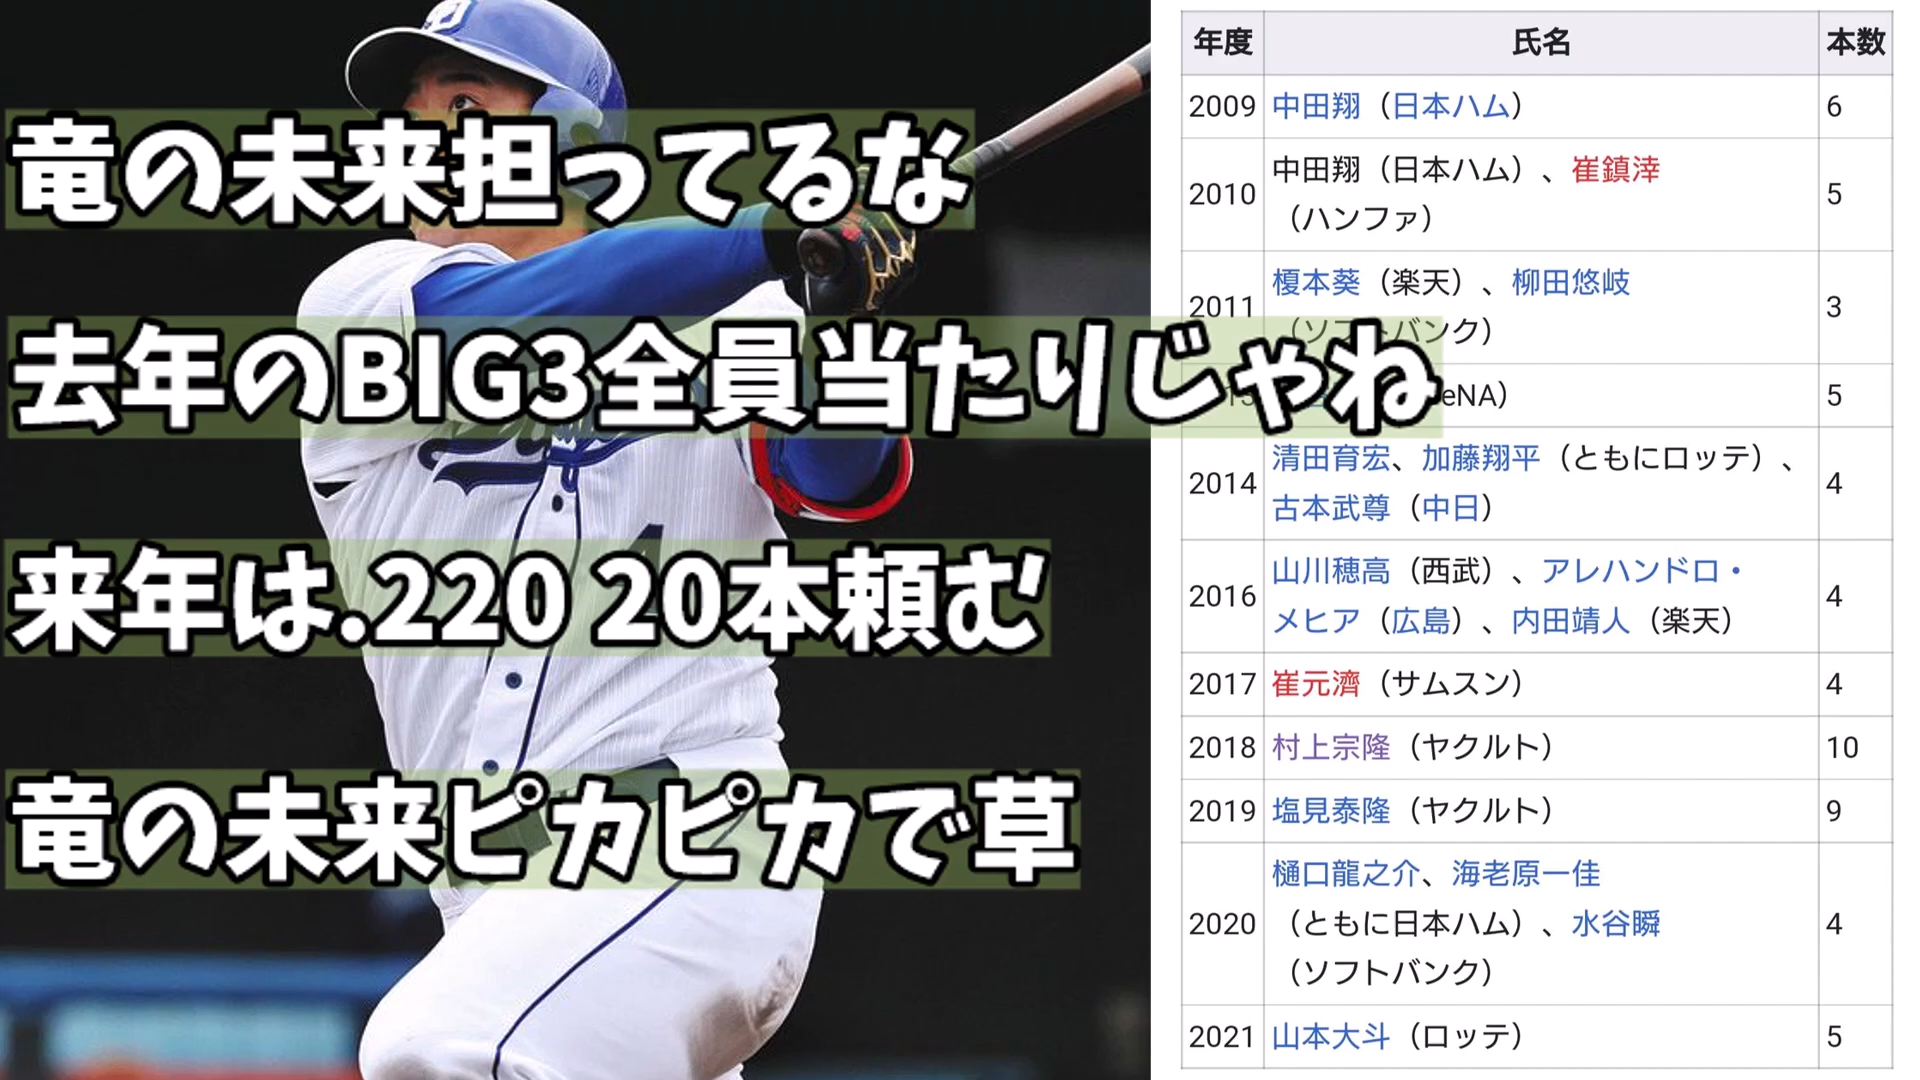 竜の未来担ってるな
去年のBIG3全員当たりじゃね
来年は.220 20本頼む
竜の未来ピカピカで草
年度 氏名 本数
2009 中田翔（日本ハム） 6
2010 中田翔（日本ハム）、崔鎮滓 5
（ハンファ）
2011 榎本葵（楽天）、柳田悠岐 3
（ソフトバンク）
eNA） 5
2014 清田育宏、加藤翔平（ともにロッテ）、 4
古本武尊（中日）
2016 山川穂高（西武）、アレハンドロ・ 4
メヒア（広島）、内田靖人（楽天）
2017 崔元濟（サムスン） 4
2018 村上宗隆（ヤクルト） 10
2019 塩見泰隆（ヤクルト） 9
2020 樋口龍之介、海老原一佳 4
（ともに日本ハム）、水谷瞬
（ソフトバンク）
2021 山本大斗（ロッテ） 5